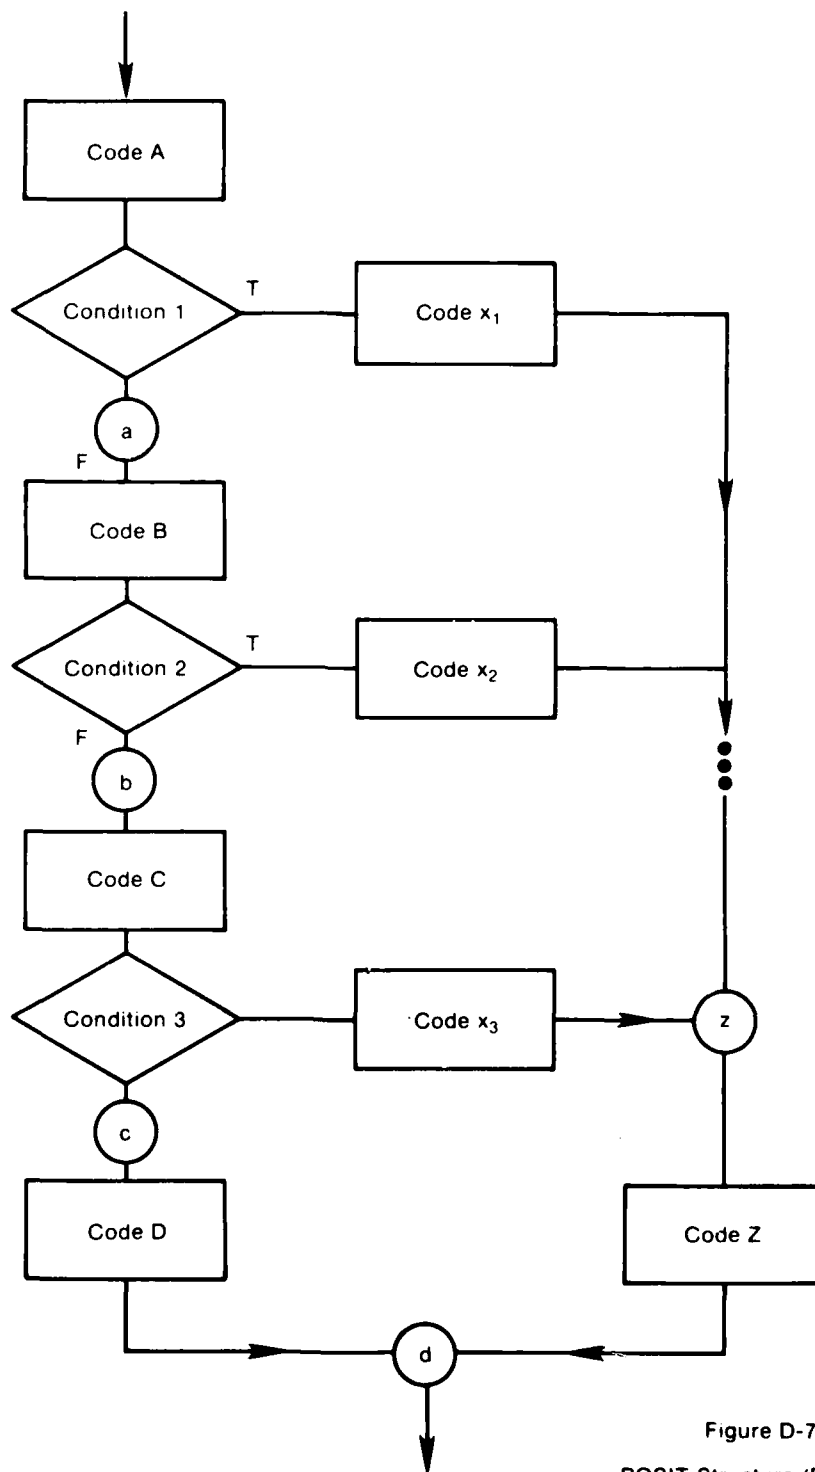 Code A
T
Condition 1
Code x₁
a
F
Code B
T
Condition 2
Code x₂
F
b
Code C
Condition 3
Code x₃
z
c
Code D
Code Z
d
Figure D-7